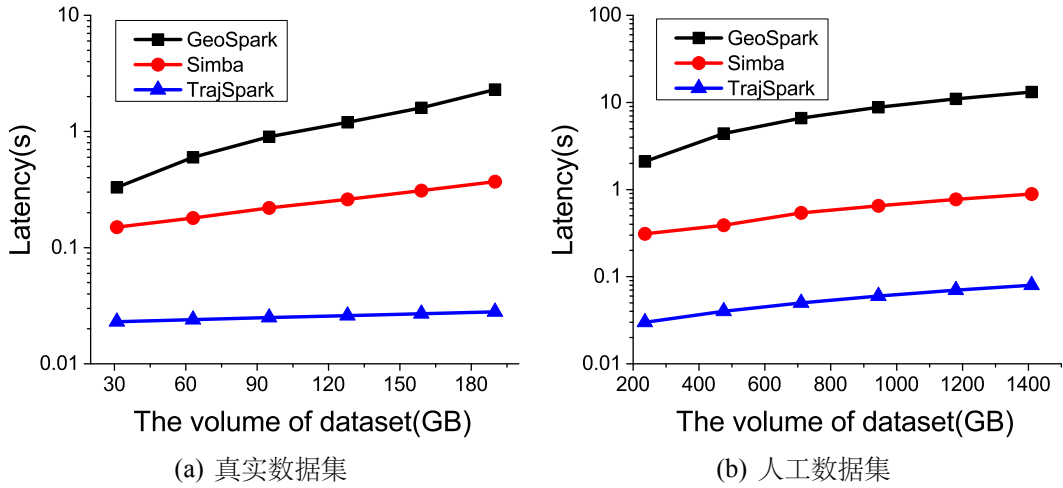 10
1
0.1
0.01
Latency(s)
GeoSpark
Simba
TrajSpark
30 60 90 120 150 180
The volume of dataset(GB)
(a) 真实数据集
100
10
1
0.1
0.01
Latency(s)
GeoSpark
Simba
TrajSpark
200 400 600 800 1000 1200 1400
The volume of dataset(GB)
(b) 人工数据集